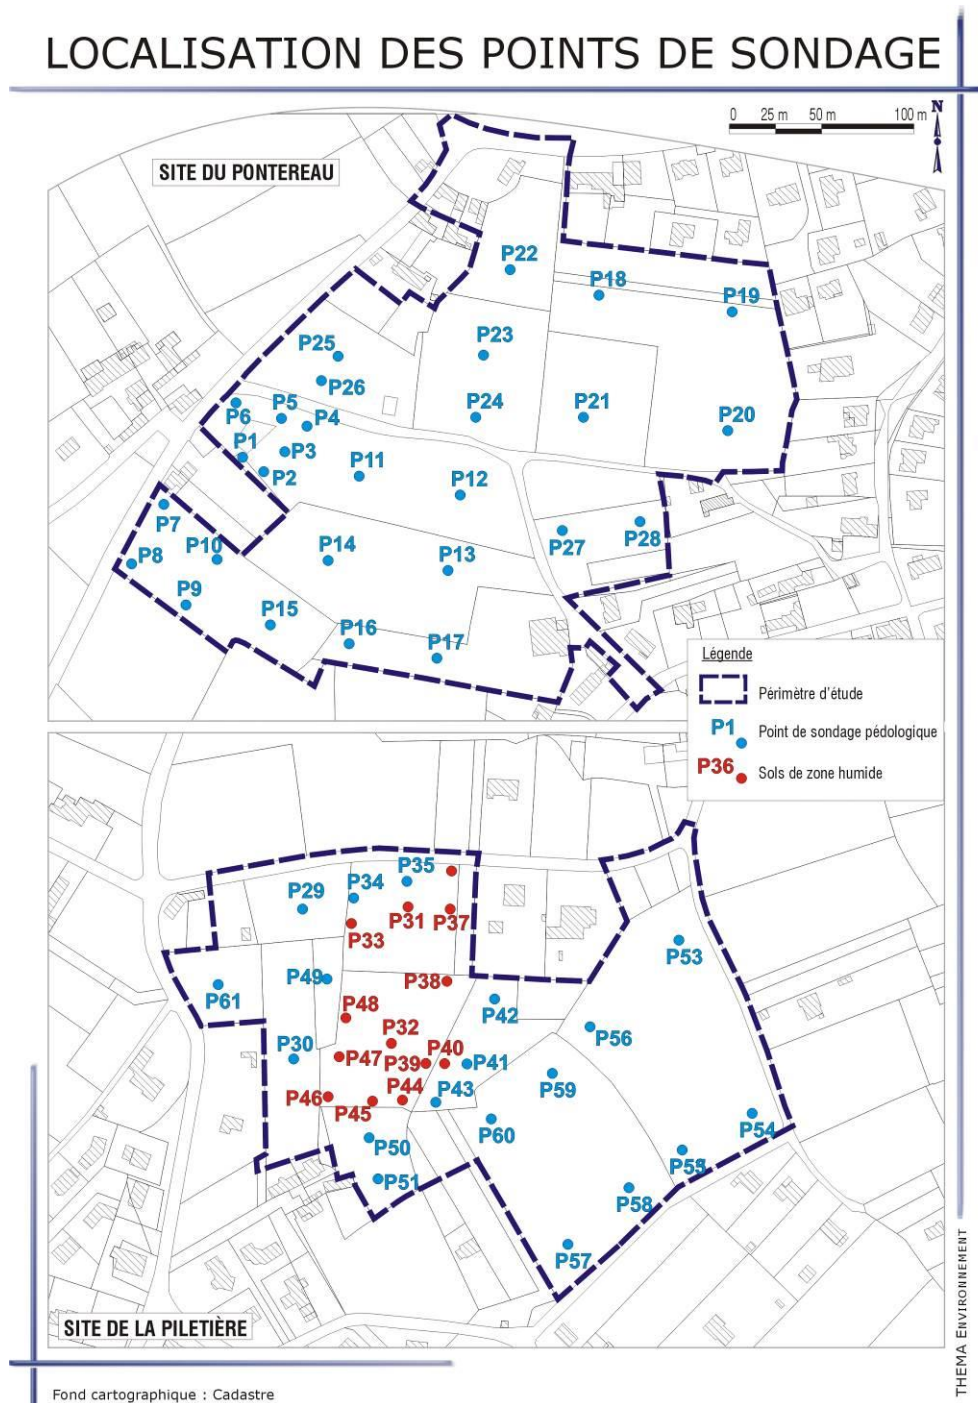 LOCALISATION DES POINTS DE SONDAGE
0 25 m 50 m 100 m
N
SITE DU PONTEREAU
P22
P18
P19
P25
P23
P26
P6
P5
P4
P24
P21
P20
P1
P3
P2
P11
P12
P7
P10
P27
P28
P8
P14
P13
P9
P15
P16
P17
Légende
Périmètre d'étude
P1
Point de sondage pédologique
P36
Sols de zone humide
P29
P34
P35
P31
P37
P33
P53
P49
P38
P61
P42
P48
P32
P56
P30
P47
P39
P40
P41
P59
P46
P45
P44
P43
P60
P54
P50
P55
P51
P58
P57
SITE DE LA PILETIÈRE
THEMA ENVIRONNEMENT
Fond cartographique : Cadastre